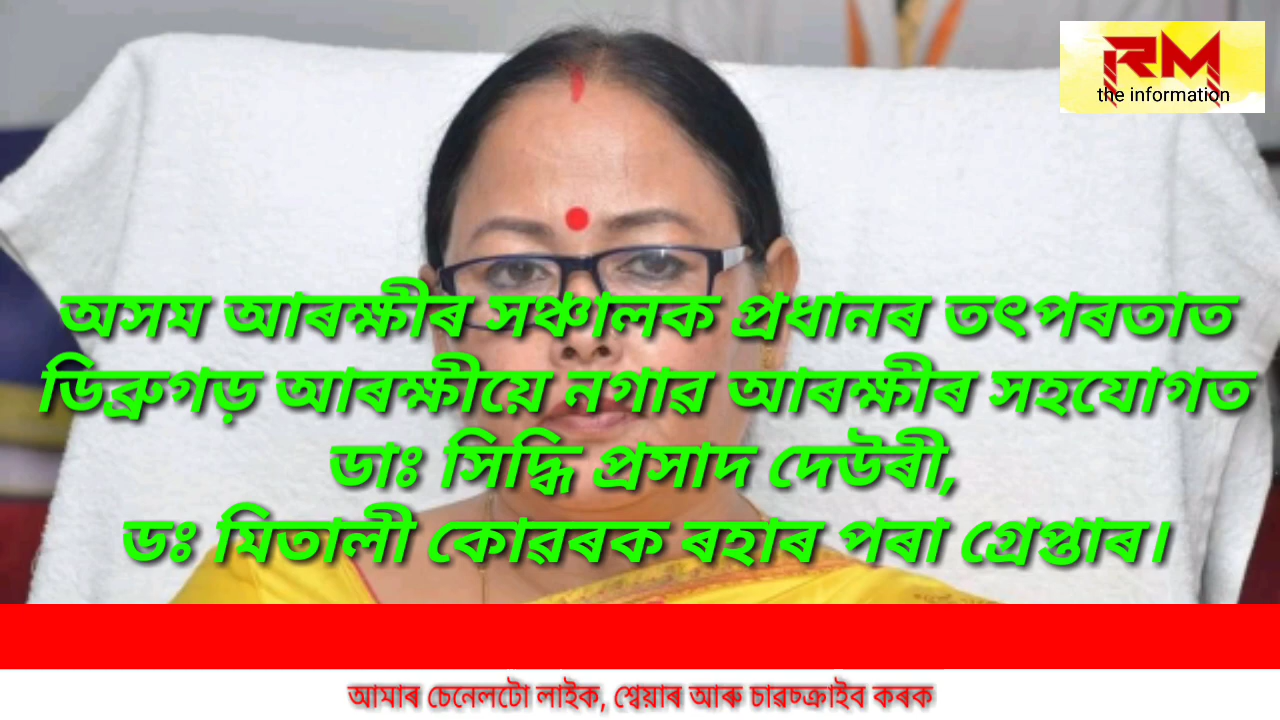 RM
the information
অসম আৰক্ষীৰ সঞ্চালক প্ৰধানৰ তৎপৰতাত
ডিব্ৰুগড় আৰক্ষীয়ে নগাৱ আৰক্ষীৰ সহযোগত
ডাঃ সিদ্ধি প্ৰসাদ দেউৰী,
ডঃ মিতালী কোৱৰক ৰহাৰ পৰা গ্ৰেপ্তাৰ।
আমাৰ চেনেলটো লাইক, শ্বেয়াৰ আৰু চাৱচক্ৰাইব কৰক